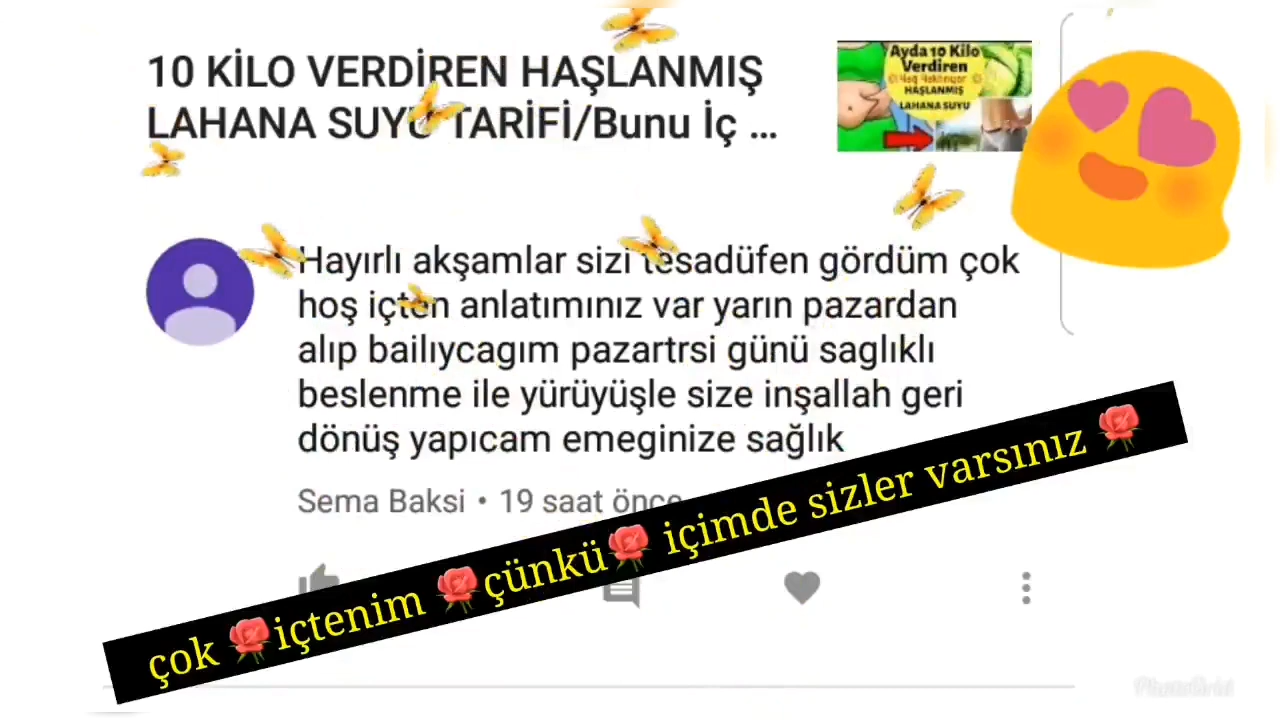 10 KİLO VERDİREN HAŞLANMIŞ
LAHANA SUYU TARİFİ/Bunu İç ...
Ayda 10 Kilo
Verdiren
HAŞLANMIŞ
LAHANA SUYU
Hayırlı akşamlar sizi tesadüfen gördüm çok
hoş içten anlatımınız var yarın pazardan
alıp bailıycagım pazartrsi günü saglıklı
beslenme ile yürüyüşle size inşallah geri
dönüş yapıcam emeginize sağlık
Sema Baksi • 19 saat önce
çok 🌹içtenim 🌹çünkü🌹 içimde sizler varsınız 🌹
PhotoGrid